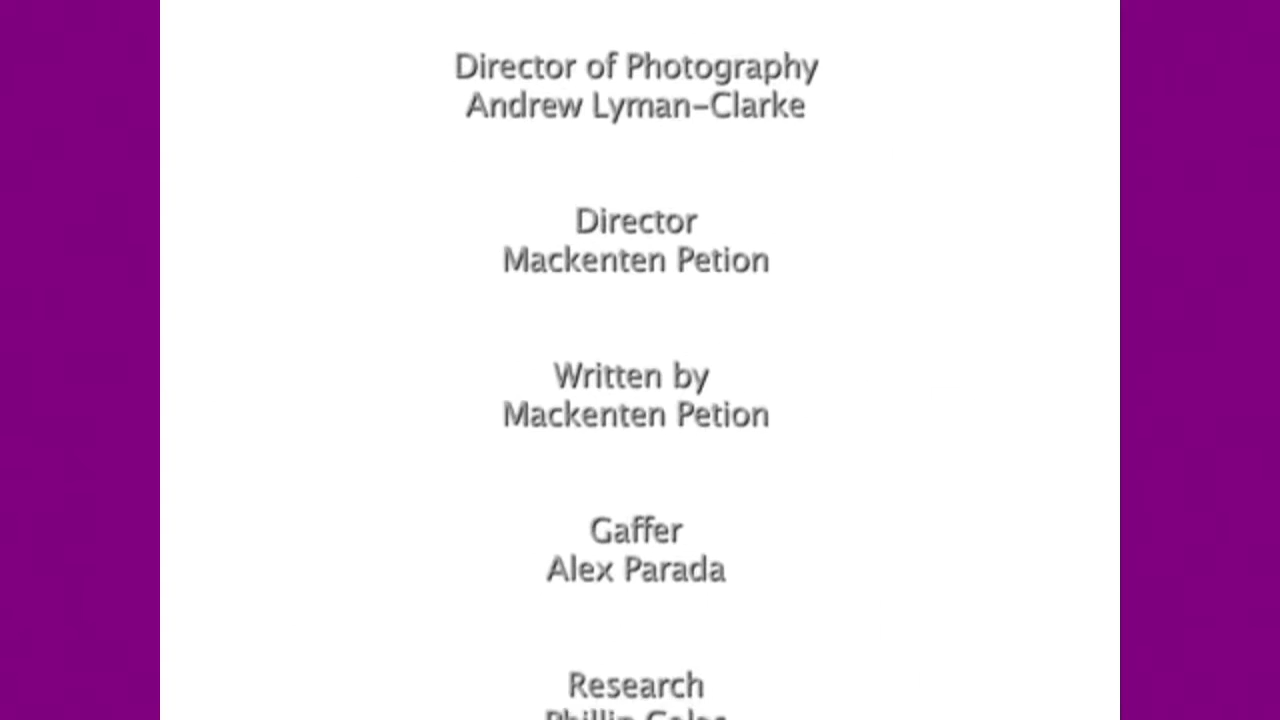 Director of Photography
Andrew Lyman-Clarke
Director
Mackenten Petion
Written by
Mackenten Petion
Gaffer
Alex Parada
Research